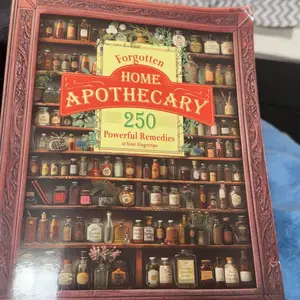 Forgotten
HOME
APOTHECARY
250
Powerful Remedies
at Your Fingertips